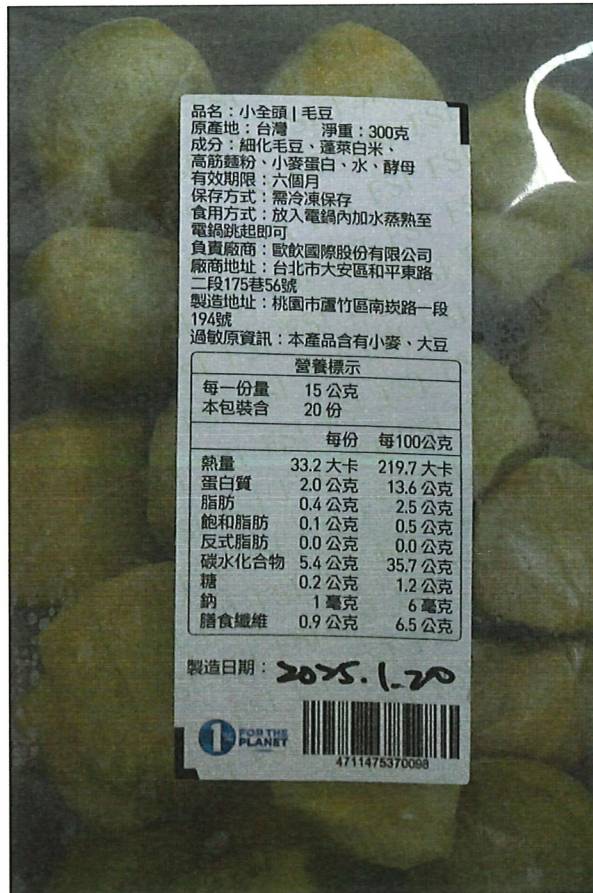 品名：小全頭 | 毛豆
原產地：台灣 淨重：300克
成分：細化毛豆、蓬萊白米、
高筋麵粉、小麥蛋白、水、酵母
有效期限：六個月
保存方式：需冷凍保存
食用方式：放入電鍋內加水蒸熟至
電鍋跳起即可
負責廠商：歐飲國際股份有限公司
廠商地址：台北市大安區和平東路
二段175巷56號
製造地址：桃園市蘆竹區南崁路一段
194號
過敏原資訊：本產品含有小麥、大豆
營養標示
每一份量 15 公克
本包裝含 20 份
每份 每100公克
熱量 33.2 大卡 219.7 大卡
蛋白質 2.0 公克 13.6 公克
脂肪 0.4 公克 2.5 公克
飽和脂肪 0.1 公克 0.5 公克
反式脂肪 0.0 公克 0.0 公克
碳水化合物 5.4 公克 35.7 公克
糖 0.2 公克 1.2 公克
鈉 1 毫克 6 毫克
膳食纖維 0.9 公克 6.5 公克
製造日期：2025.1.20
1% FOR THE
PLANET
4711475370098